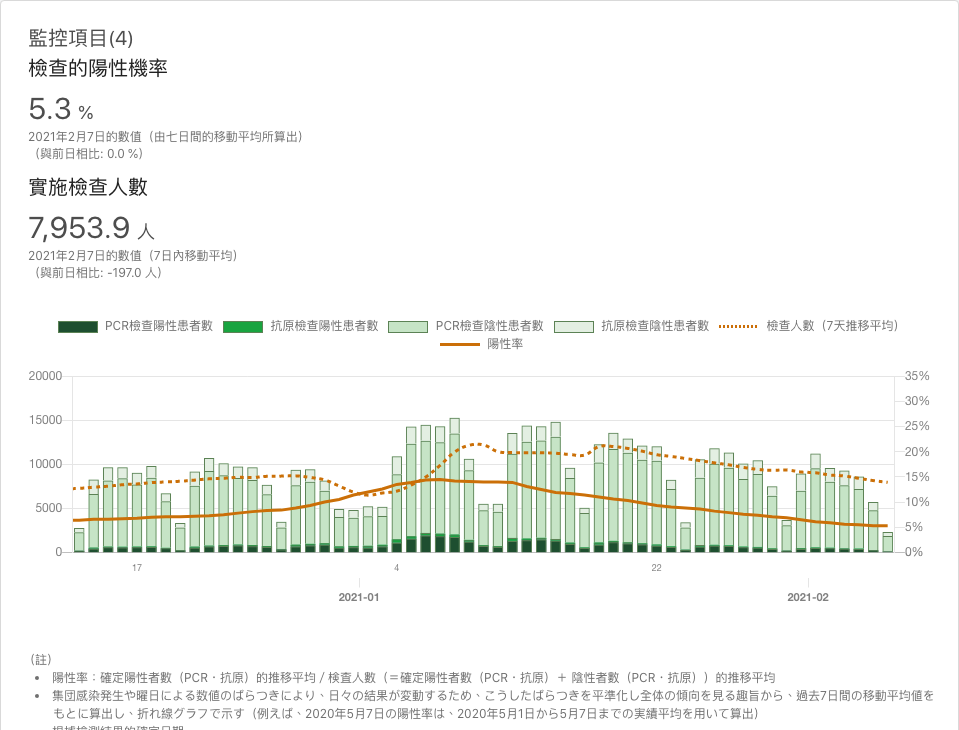 監控項目(4)
檢查的陽性機率
5.3 %
2021年2月7日的數值（由七日間的移動平均所算出）
（與前日相比: 0.0 %）
實施檢查人數
7,953.9 人
2021年2月7日的數值（7日內移動平均）
（與前日相比: -197.0 人）
PCR檢查陽性患者數 抗原檢查陽性患者數 PCR檢查陰性患者數 抗原檢查陰性患者數 檢查人數（7天推移平均）
陽性率
20000 35%
30%
15000 25%
20%
10000 15%
10%
5000 5%
0 0%
17 4 22
2021-01 2021-02
（註）
• 陽性率：確定陽性者數（PCR・抗原）的推移平均 / 檢查人數（＝確定陽性者數（PCR・抗原）＋ 陰性者數（PCR・抗原））的推移平均
• 集団感染発生や曜日による数値のばらつきにより、日々の結果が変動するため、こうしたばらつきを平準化し全体の傾向を見る趣旨から、過去7日間の移動平均値を
もとに算出し、折れ線グラフで示す（例えば、2020年5月7日の陽性率は、2020年5月1日から5月7日までの実績平均を用いて算出）